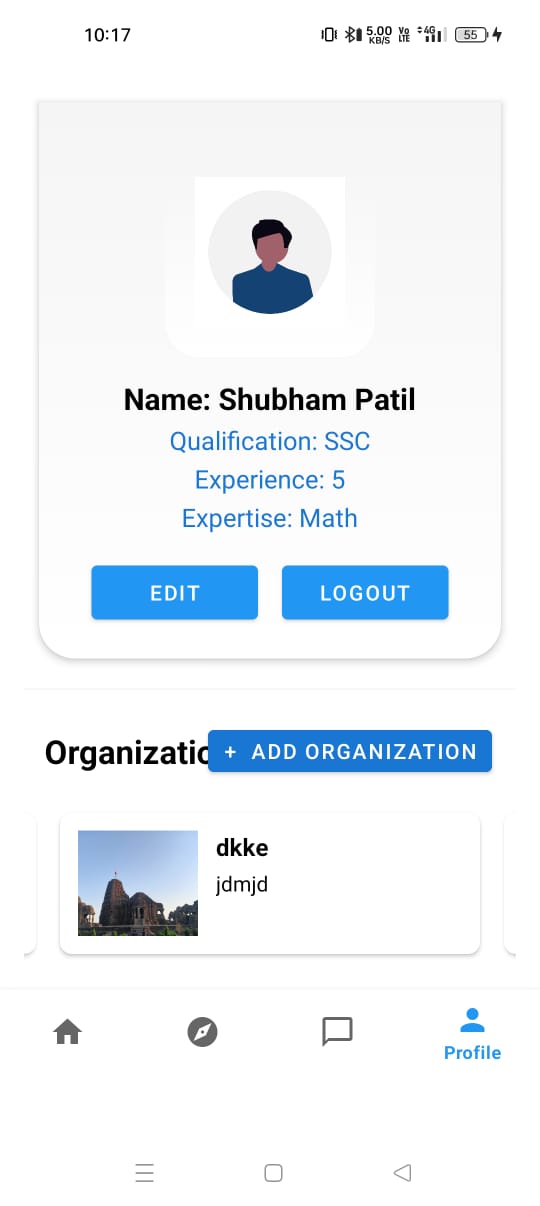 10:17 5.00 KB/S Vo LTE 4G 55
Name: Shubham Patil
Qualification: SSC
Experience: 5
Expertise: Math
EDIT LOGOUT
Organizatio + ADD ORGANIZATION
dkke
jdmjd
Profile